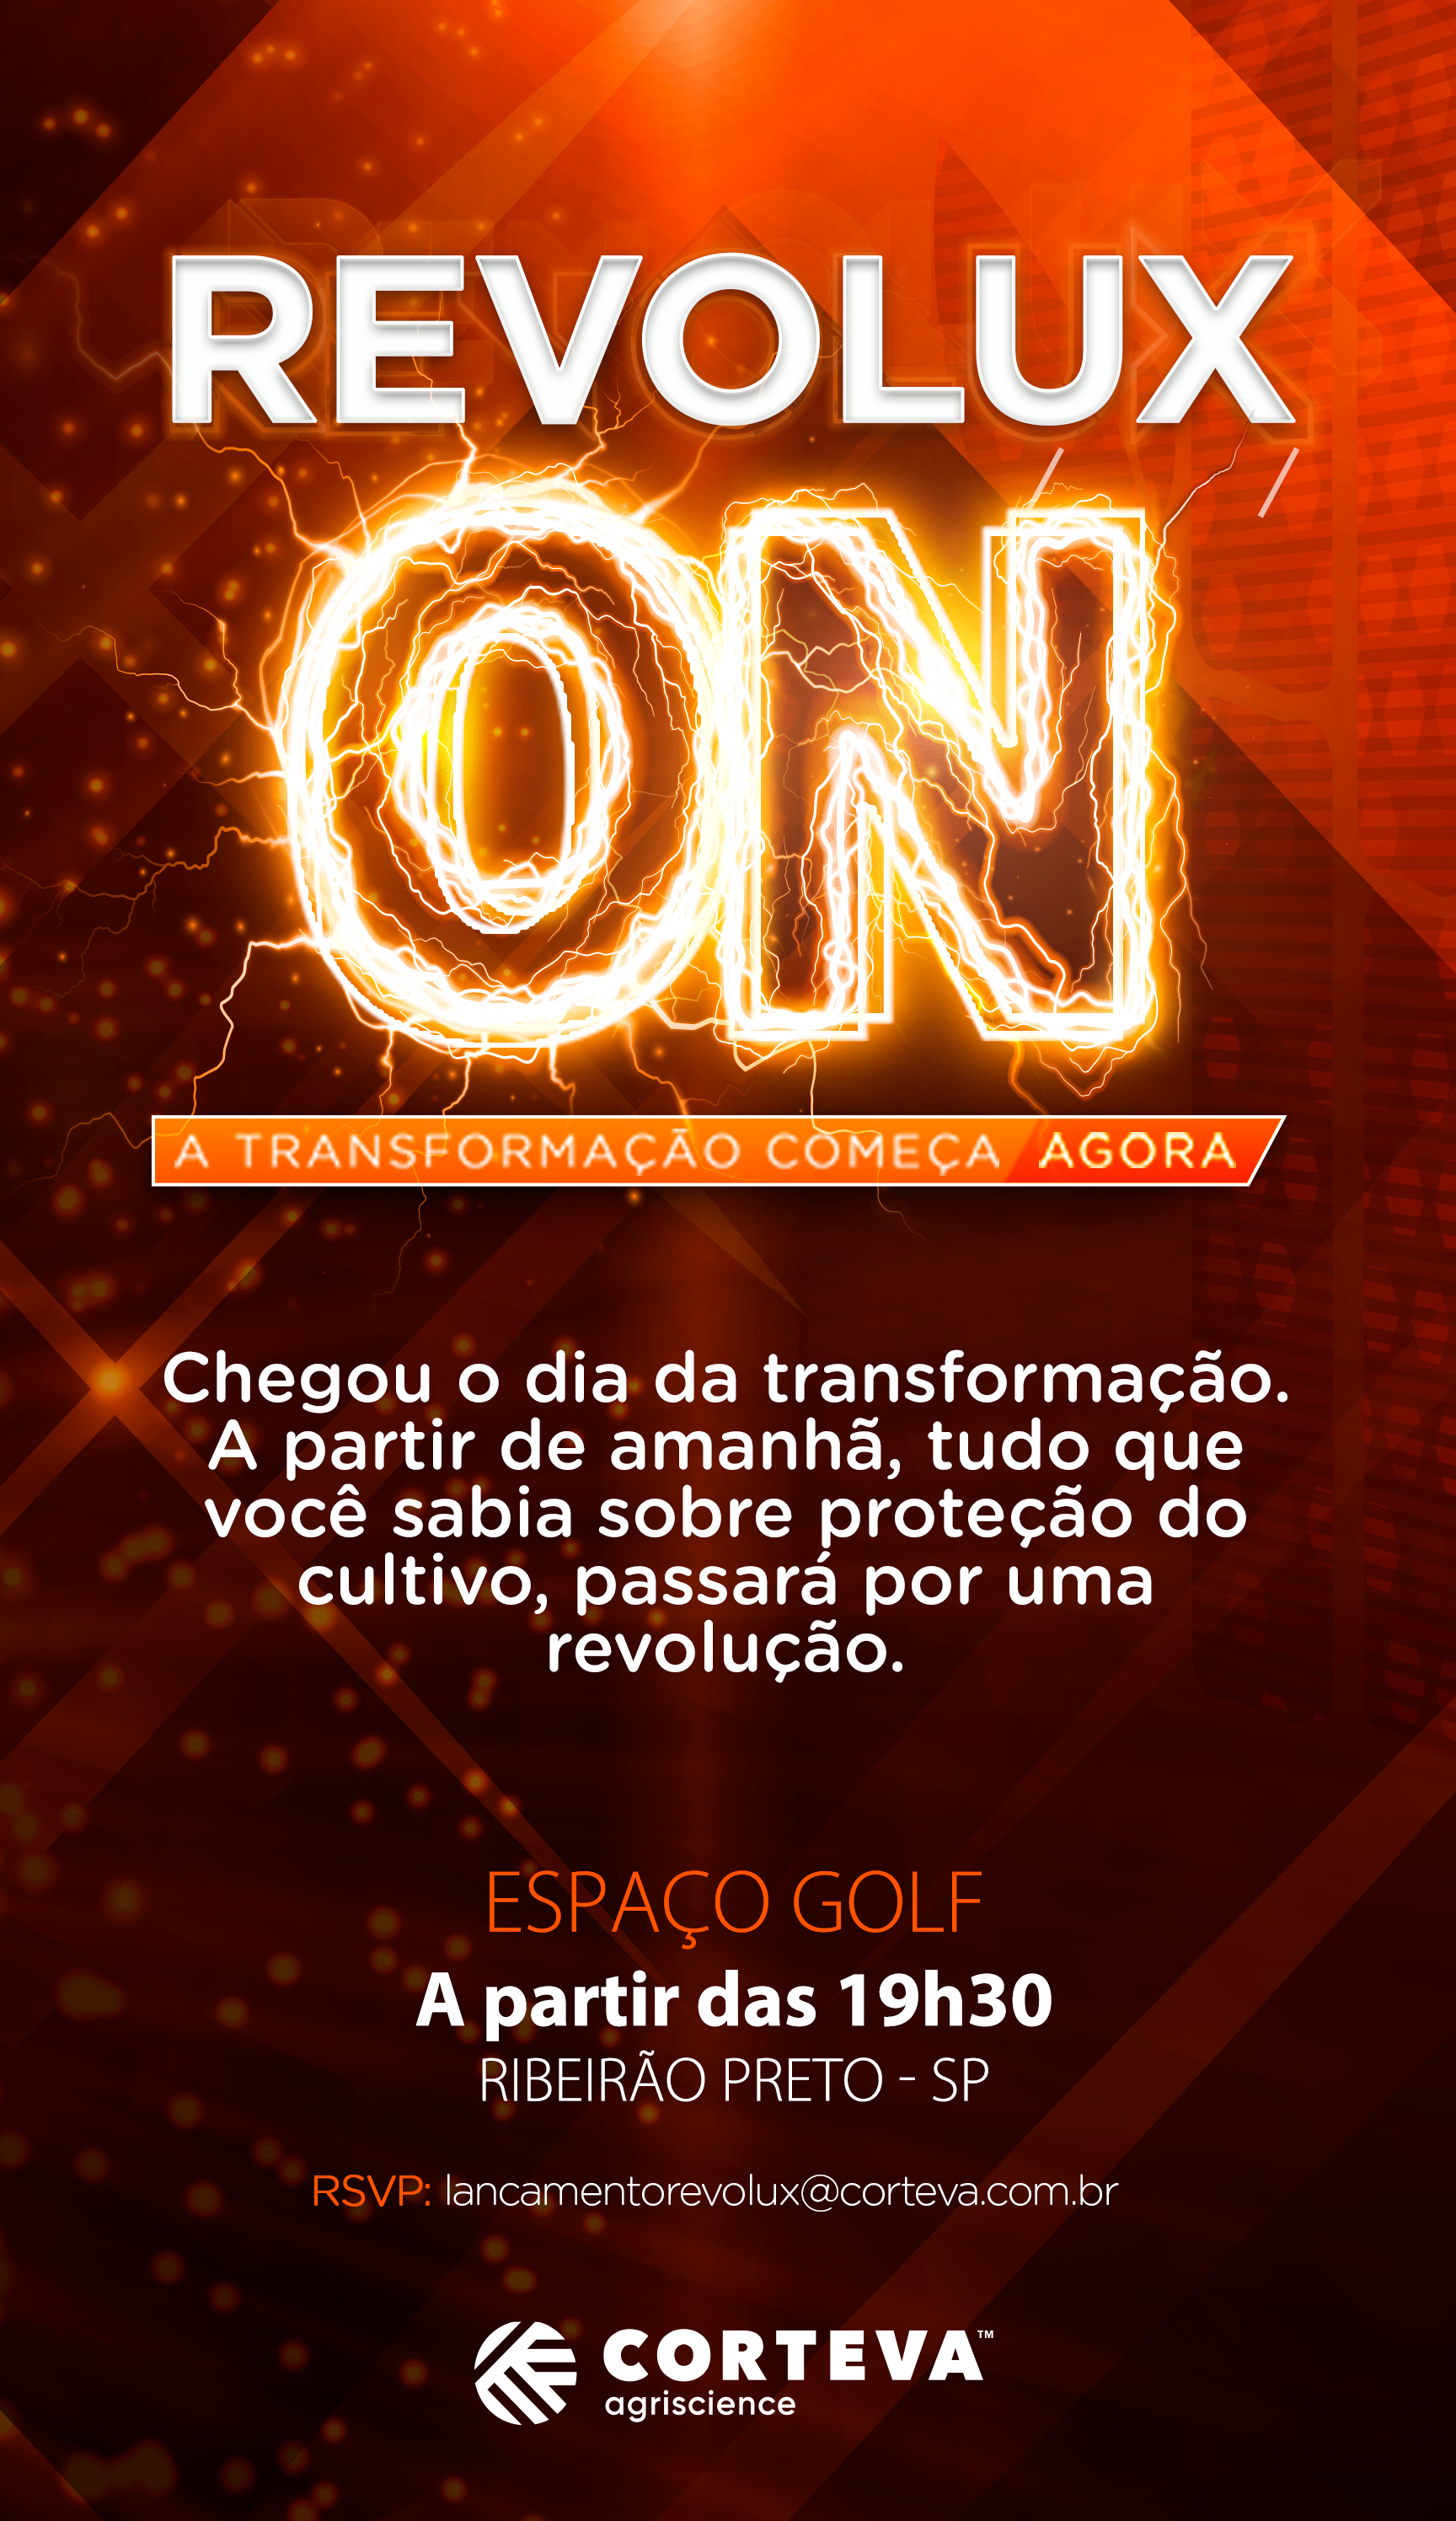 REVOLUX
ON
A TRANSFORMAÇÃO COMEÇA AGORA
Chegou o dia da transformação.
A partir de amanhã, tudo que
você sabia sobre proteção do
cultivo, passará por uma
revolução.
ESPAÇO GOLF
A partir das 19h30
RIBEIRÃO PRETO - SP
RSVP: lancamentorevolux@corteva.com.br
CORTEVA™
agriscience